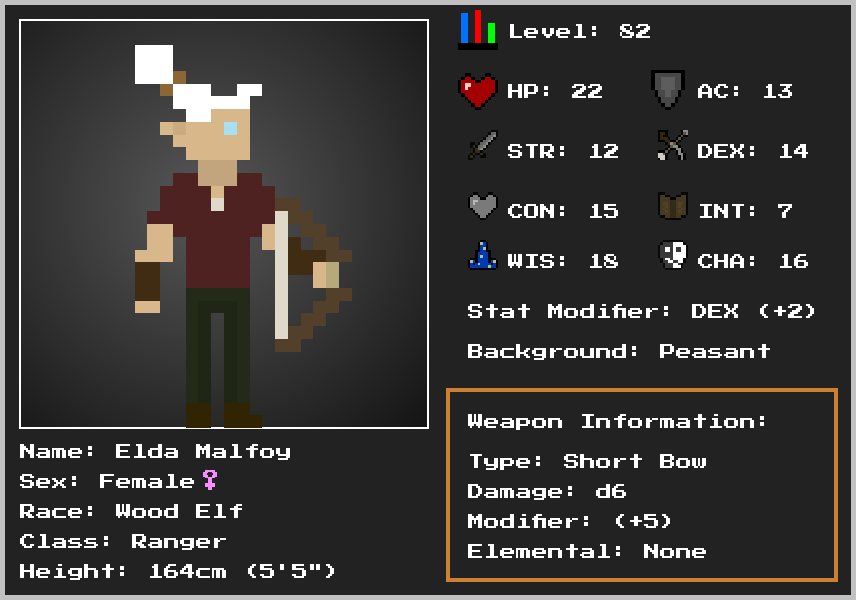 Level: 82
HP: 22 AC: 13
STR: 12 DEX: 14
CON: 15 INT: 7
WIS: 18 CHA: 16
Stat Modifier: DEX (+2)
Background: Peasant
Weapon Information:
Type: Short Bow
Damage: d6
Modifier: (+5)
Elemental: None
Name: Elda Malfoy
Sex: Female♀
Race: Wood Elf
Class: Ranger
Height: 164cm (5'5")